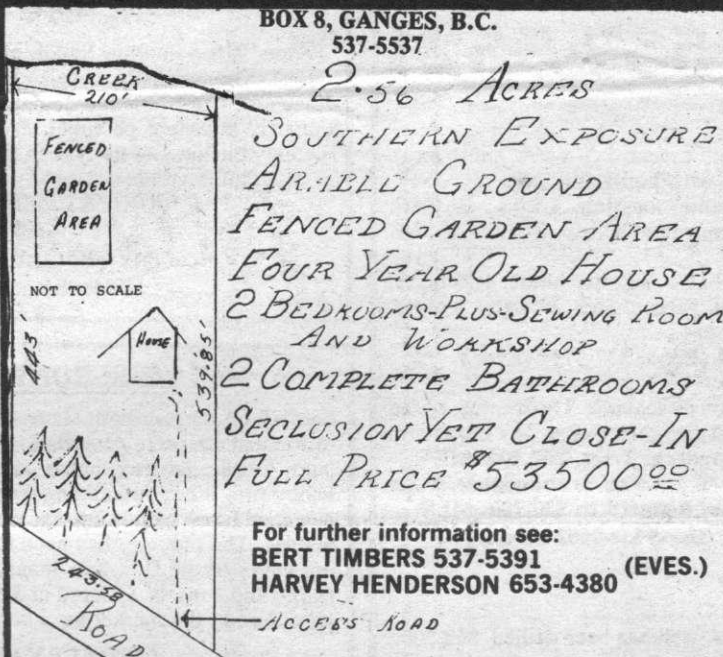 BOX 8, GANGES, B.C.
537-5537
CREEK
210'
FENCED
GARDEN
AREA
NOT TO SCALE
443'
HOUSE
539.85'
243.58
ROAD
ACCESS ROAD
2.56 ACRES
SOUTHERN EXPOSURE
ARABLE GROUND
FENCED GARDEN AREA
FOUR YEAR OLD HOUSE
2 BEDROOMS-PLUS-SEWING ROOM
AND WORKSHOP
2 COMPLETE BATHROOMS
SECLUSION YET CLOSE-IN
FULL PRICE $53500.00
For further information see:
BERT TIMBERS 537-5391
HARVEY HENDERSON 653-4380 (EVES.)